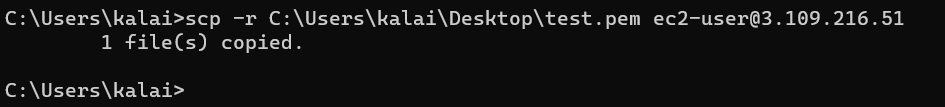 C:\Users\kalai>scp -r C:\Users\kalai\Desktop\test.pem ec2-user@3.109.216.51
1 file(s) copied.
C:\Users\kalai>